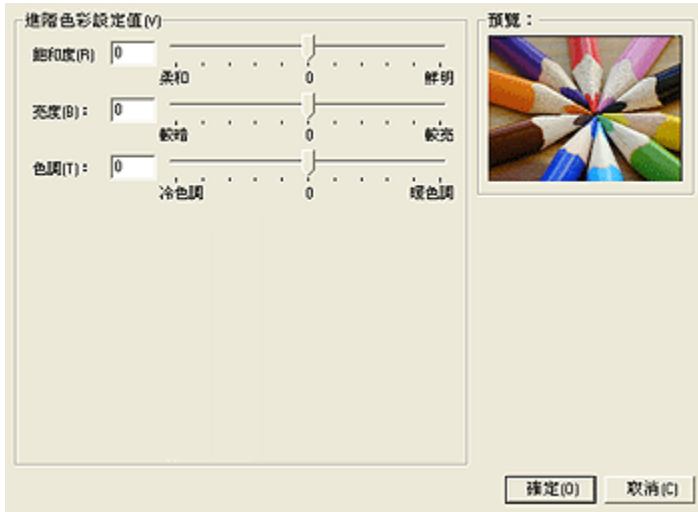 進階色彩設定值(V)
飽和度(R) 0
柔和 0 鮮明
亮度(B)： 0
較暗 0 較亮
色調(T)： 0
冷色調 0 暖色調
預覽：
確定(O) 取消(C)